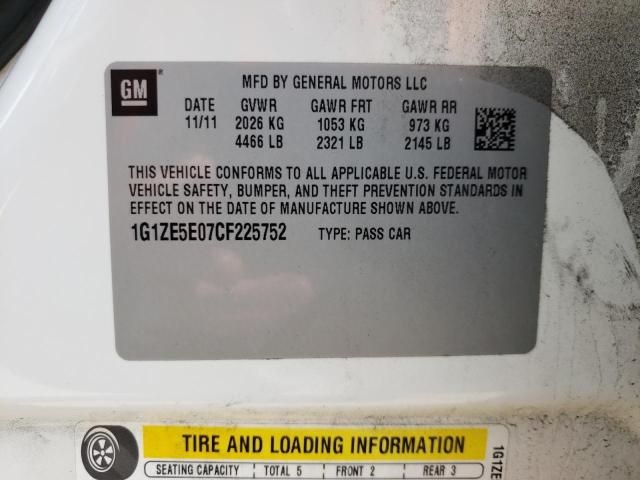 GM ®
MFD BY GENERAL MOTORS LLC
DATE GVWR GAWR FRT GAWR RR
11/11 2026 KG 1053 KG 973 KG
4466 LB 2321 LB 2145 LB
THIS VEHICLE CONFORMS TO ALL APPLICABLE U.S. FEDERAL MOTOR
VEHICLE SAFETY, BUMPER, AND THEFT PREVENTION STANDARDS IN
EFFECT ON THE DATE OF MANUFACTURE SHOWN ABOVE.
1G1ZE5E07CF225752 TYPE: PASS CAR
TIRE AND LOADING INFORMATION
SEATING CAPACITY TOTAL 5 FRONT 2 REAR 3
1G1ZE